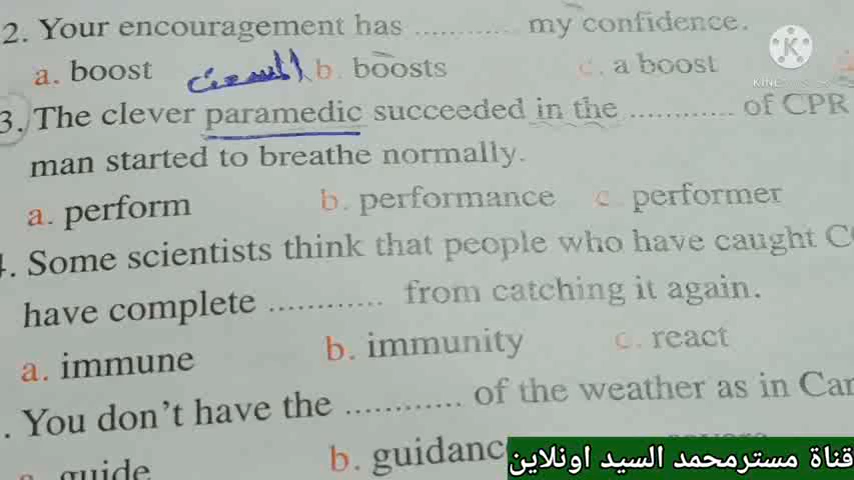 2. Your encouragement has ............ my confidence.
a. boost المسعف b. boosts c. a boost
3. The clever paramedic succeeded in the ............ of CPR
man started to breathe normally.
a. perform b. performance c. performer
4. Some scientists think that people who have caught
have complete ............ from catching it again.
a. immune b. immunity c. react
. You don't have the ............ of the weather as in
guide b.
قناة مسترمحمد السيد اونلاين